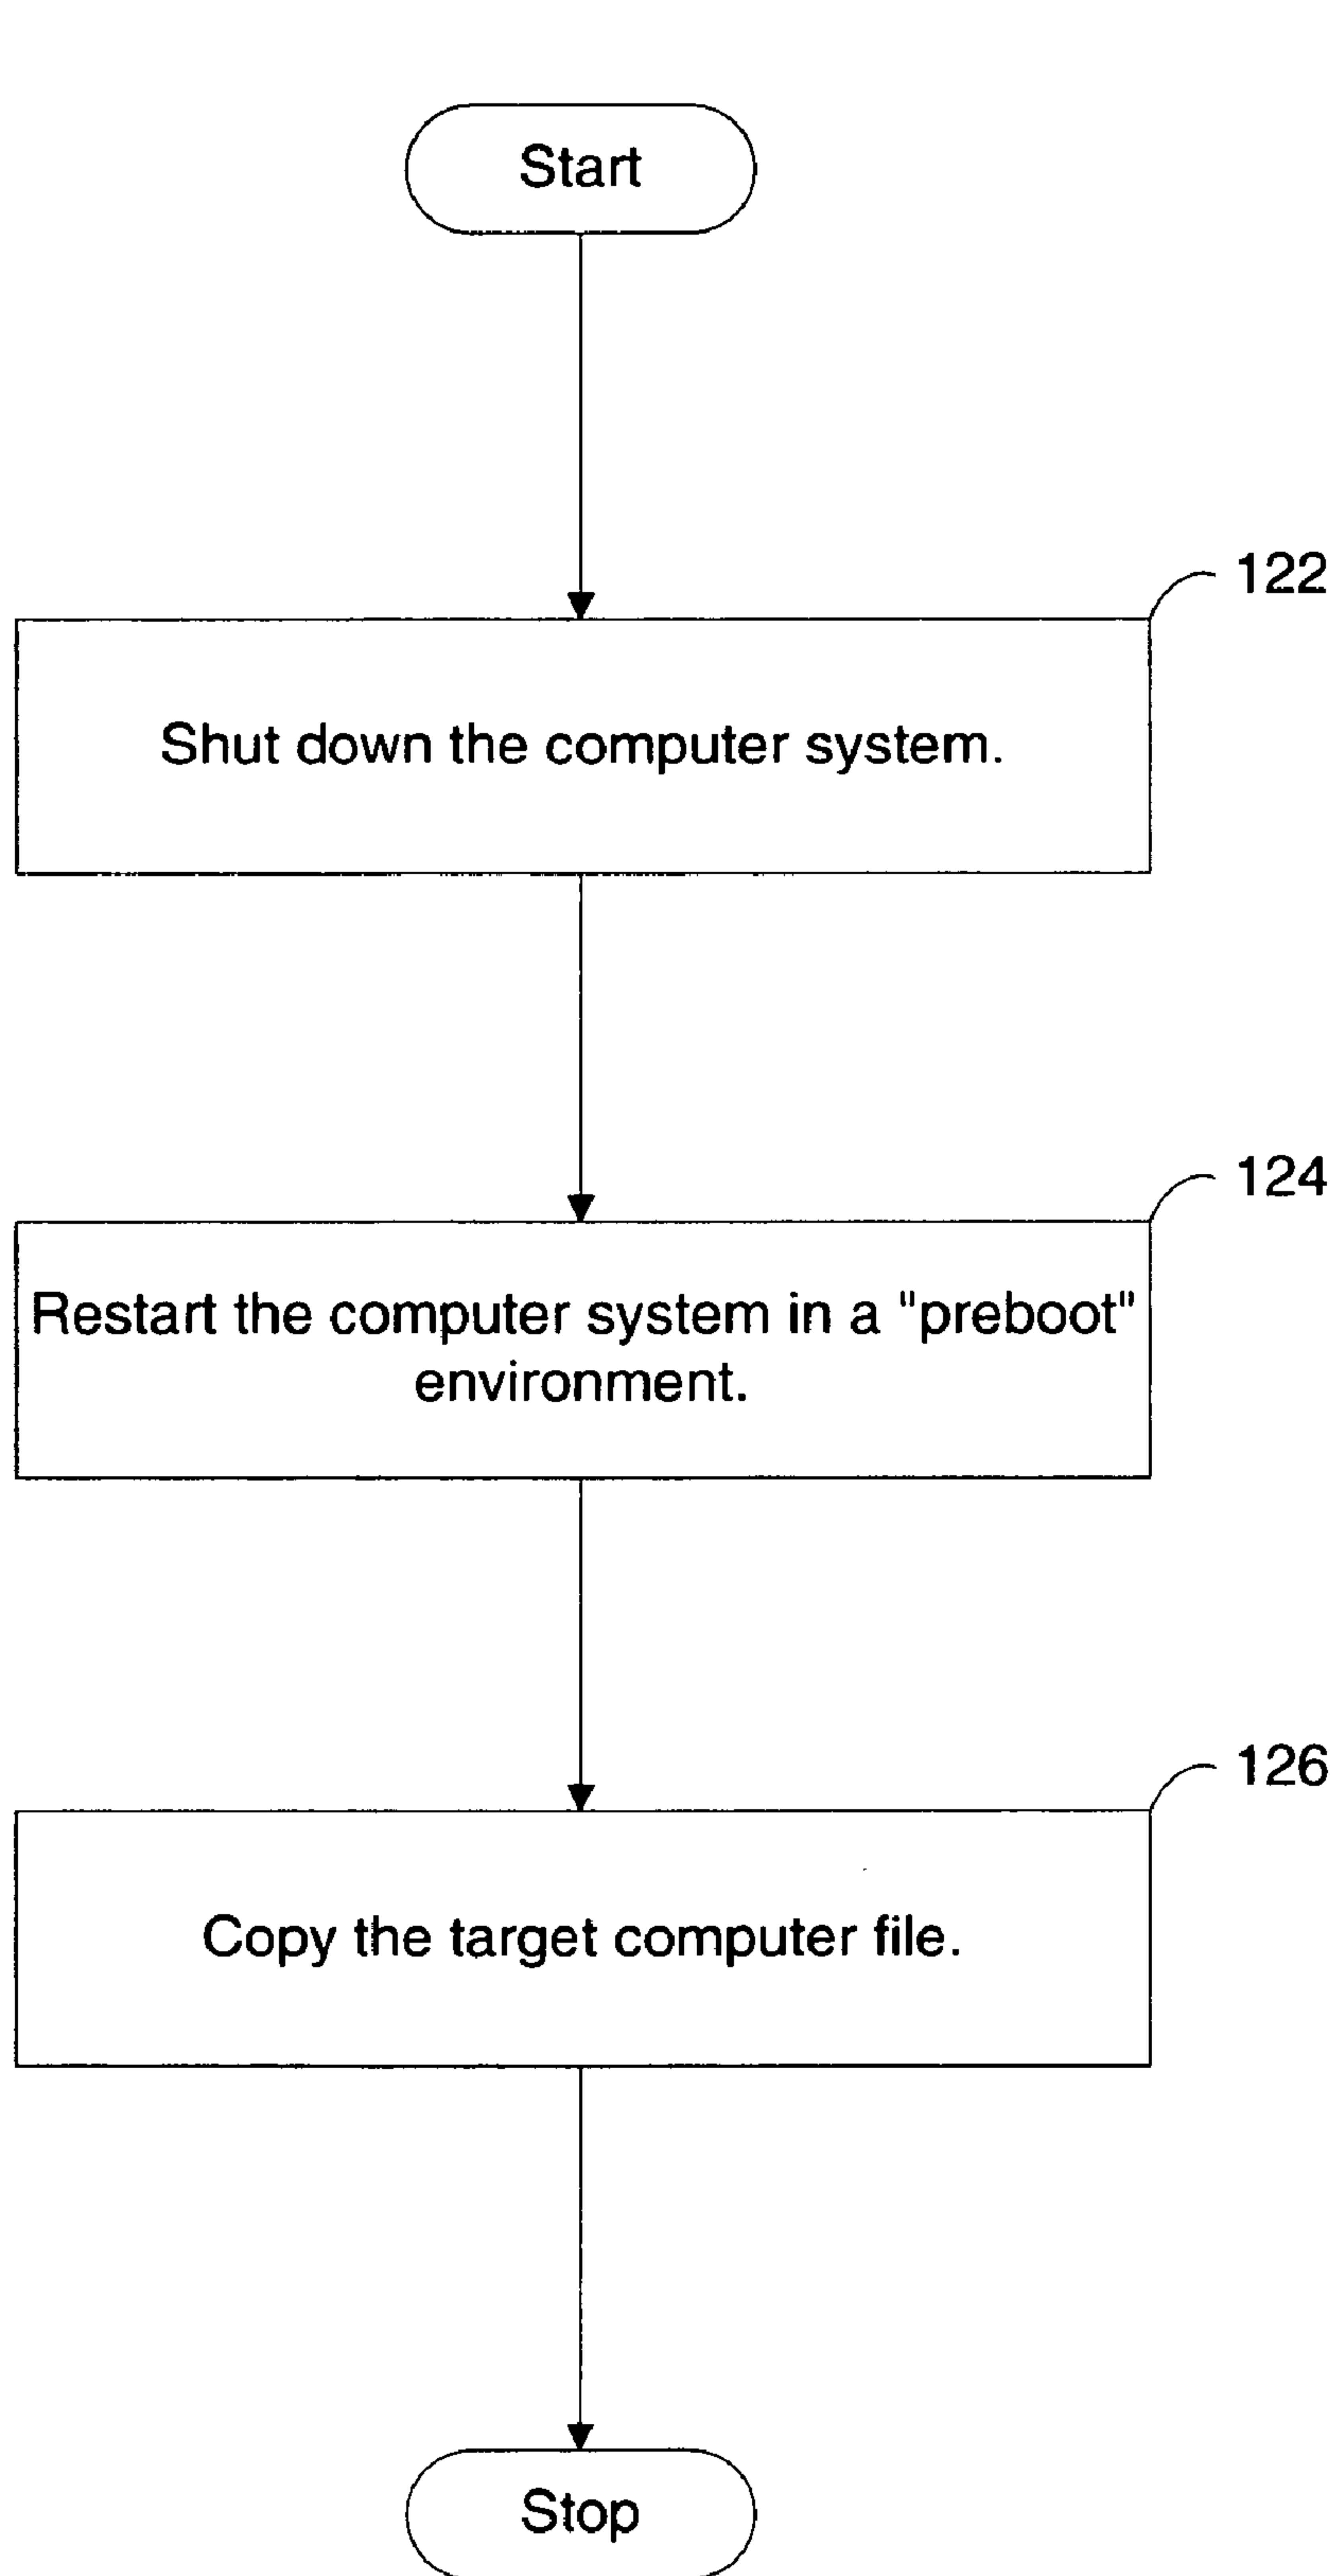 Start
122
Shut down the computer system.
124
Restart the computer system in a "preboot"
environment.
126
Copy the target computer file.
Stop